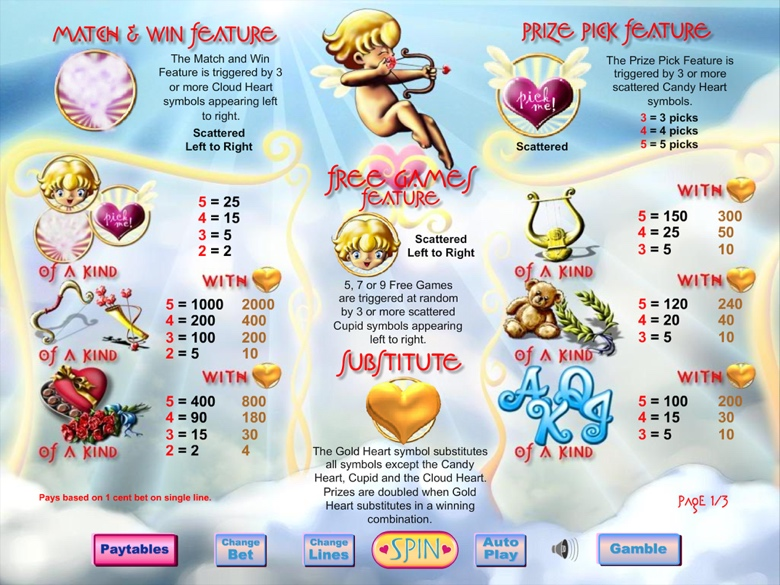 MATCH & WIN FEATURE
The Match and Win
Feature is triggered by 3
or more Cloud Heart
symbols appearing left
to right.
Scattered
Left to Right
PRIZE PICK FEATURE
pick me!
Scattered
The Prize Pick Feature is
triggered by 3 or more
scattered Candy Heart
symbols.
3 = 3 picks
4 = 4 picks
5 = 5 picks
pick me!
5 = 25
4 = 15
3 = 5
2 = 2
OF A KIND
WITH
5 = 1000 2000
4 = 200 400
3 = 100 200
2 = 5 10
OF A KIND
WITH
5 = 400 800
4 = 90 180
3 = 15 30
2 = 2 4
OF A KIND
FREE GAMES
FEATURE
Scattered
Left to Right
5, 7 or 9 Free Games
are triggered at random
by 3 or more scattered
Cupid symbols appearing
left to right.
SUBSTITUTE
The Gold Heart symbol substitutes
all symbols except the Candy
Heart, Cupid and the Cloud Heart.
Prizes are doubled when Gold
Heart substitutes in a winning
combination.
WITH
5 = 150 300
4 = 25 50
3 = 5 10
OF A KIND
WITH
5 = 120 240
4 = 20 40
3 = 5 10
OF A KIND
WITH
A Q
K J
5 = 100 200
4 = 15 30
3 = 5 10
OF A KIND
Pays based on 1 cent bet on single line.
PAGE 1/3
Paytables
Change
Bet
Change
Lines
SPIN
Auto
Play
Gamble